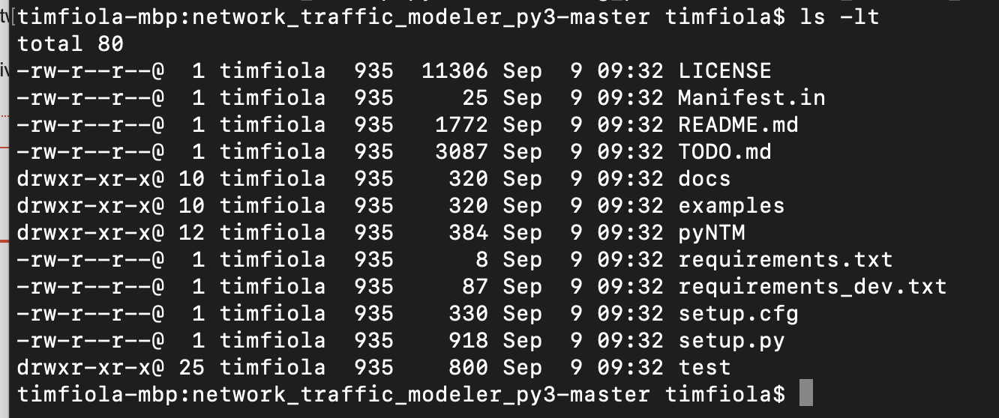 timfiola-mbp:network_traffic_modeler_py3-master timfiola$ ls -lt
total 80
-rw-r--r--@  1 timfiola  935  11306 Sep  9 09:32 LICENSE
-rw-r--r--@  1 timfiola  935     25 Sep  9 09:32 Manifest.in
-rw-r--r--@  1 timfiola  935   1772 Sep  9 09:32 README.md
-rw-r--r--@  1 timfiola  935   3087 Sep  9 09:32 TODO.md
drwxr-xr-x@ 10 timfiola  935    320 Sep  9 09:32 docs
drwxr-xr-x@ 10 timfiola  935    320 Sep  9 09:32 examples
drwxr-xr-x@ 12 timfiola  935    384 Sep  9 09:32 pyNTM
-rw-r--r--@  1 timfiola  935      8 Sep  9 09:32 requirements.txt
-rw-r--r--@  1 timfiola  935     87 Sep  9 09:32 requirements_dev.txt
-rw-r--r--@  1 timfiola  935    330 Sep  9 09:32 setup.cfg
-rw-r--r--@  1 timfiola  935    918 Sep  9 09:32 setup.py
drwxr-xr-x@ 25 timfiola  935    800 Sep  9 09:32 test
timfiola-mbp:network_traffic_modeler_py3-master timfiola$